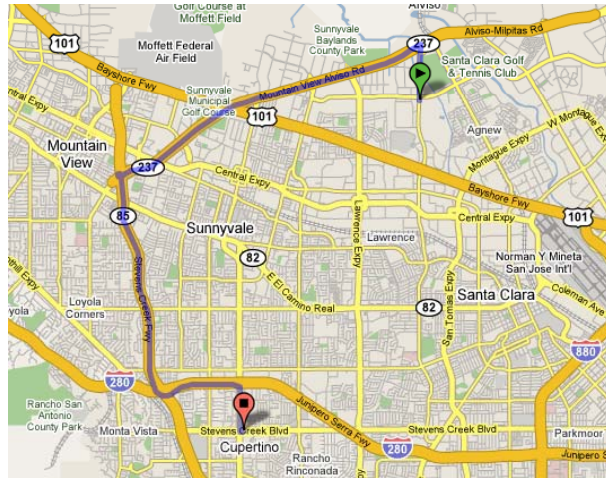 Golf Course at
Moffett Field
Alviso
101
Moffett Federal
Air Field
Sunnyvale
Baylands
County Park
237
Alviso-Milpitas Rd
Bayshore Fwy
Santa Clara Golf
& Tennis Club
Mountain View Alviso Rd
Sunnyvale
Municipal
Golf Course
101
Agnew
W Montague Exp
Montague Expy
Central Expy
Mountain
View
237
Central Expy
Bayshore Fwy
85
Sunnyvale
Lawrence Expy
Central Expy
101
Lawrence
82
Norman Y Mineta
San Jose Int'l
Stevens Creek Fwy
E El Camino Real
San Tomas Expy
Santa Clara
Coleman Ave
82
Loyola
Corners
oyola
thill Expy
880
280
Rancho San
Antonio
County Park
Junipero Serra Fwy
Monta Vista
Stevens Creek Blvd
Stevens Creek Blvd
Parkmoor
Cupertino
280
Junipero
Rancho
Rinconada